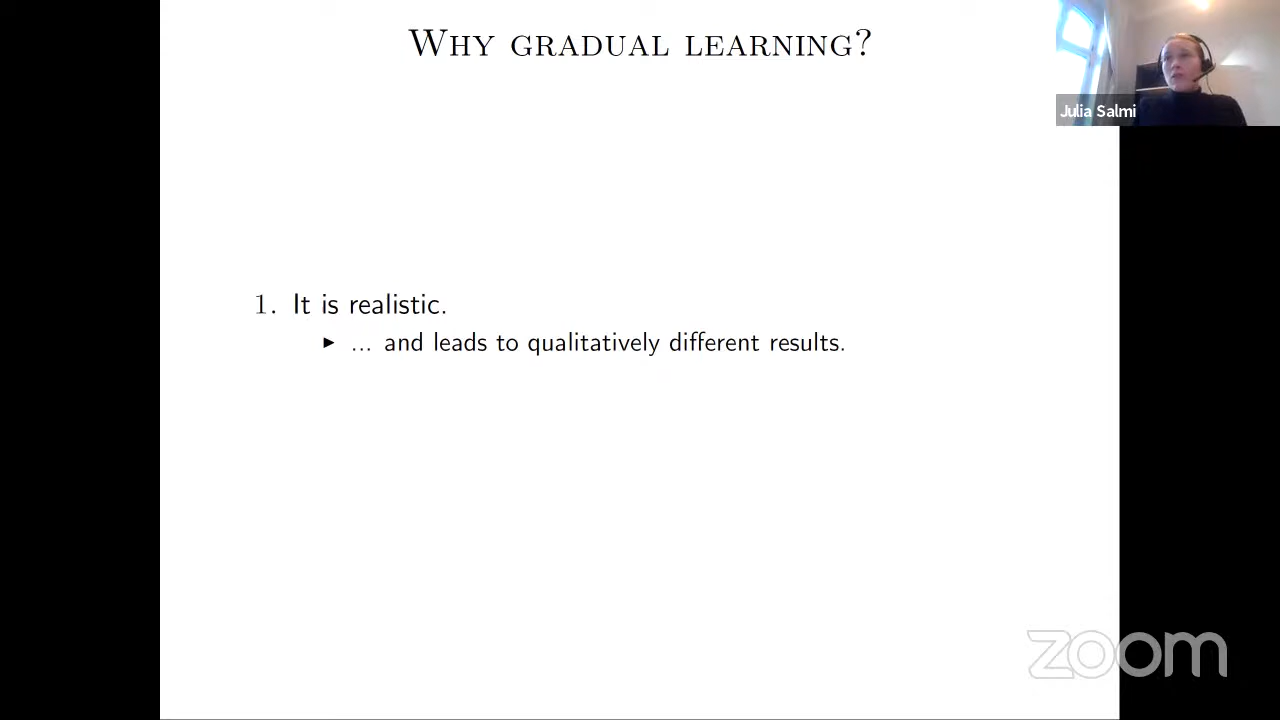 WHY GRADUAL LEARNING?
Julia Salmi
1. It is realistic.
▶ ... and leads to qualitatively different results.
zoom